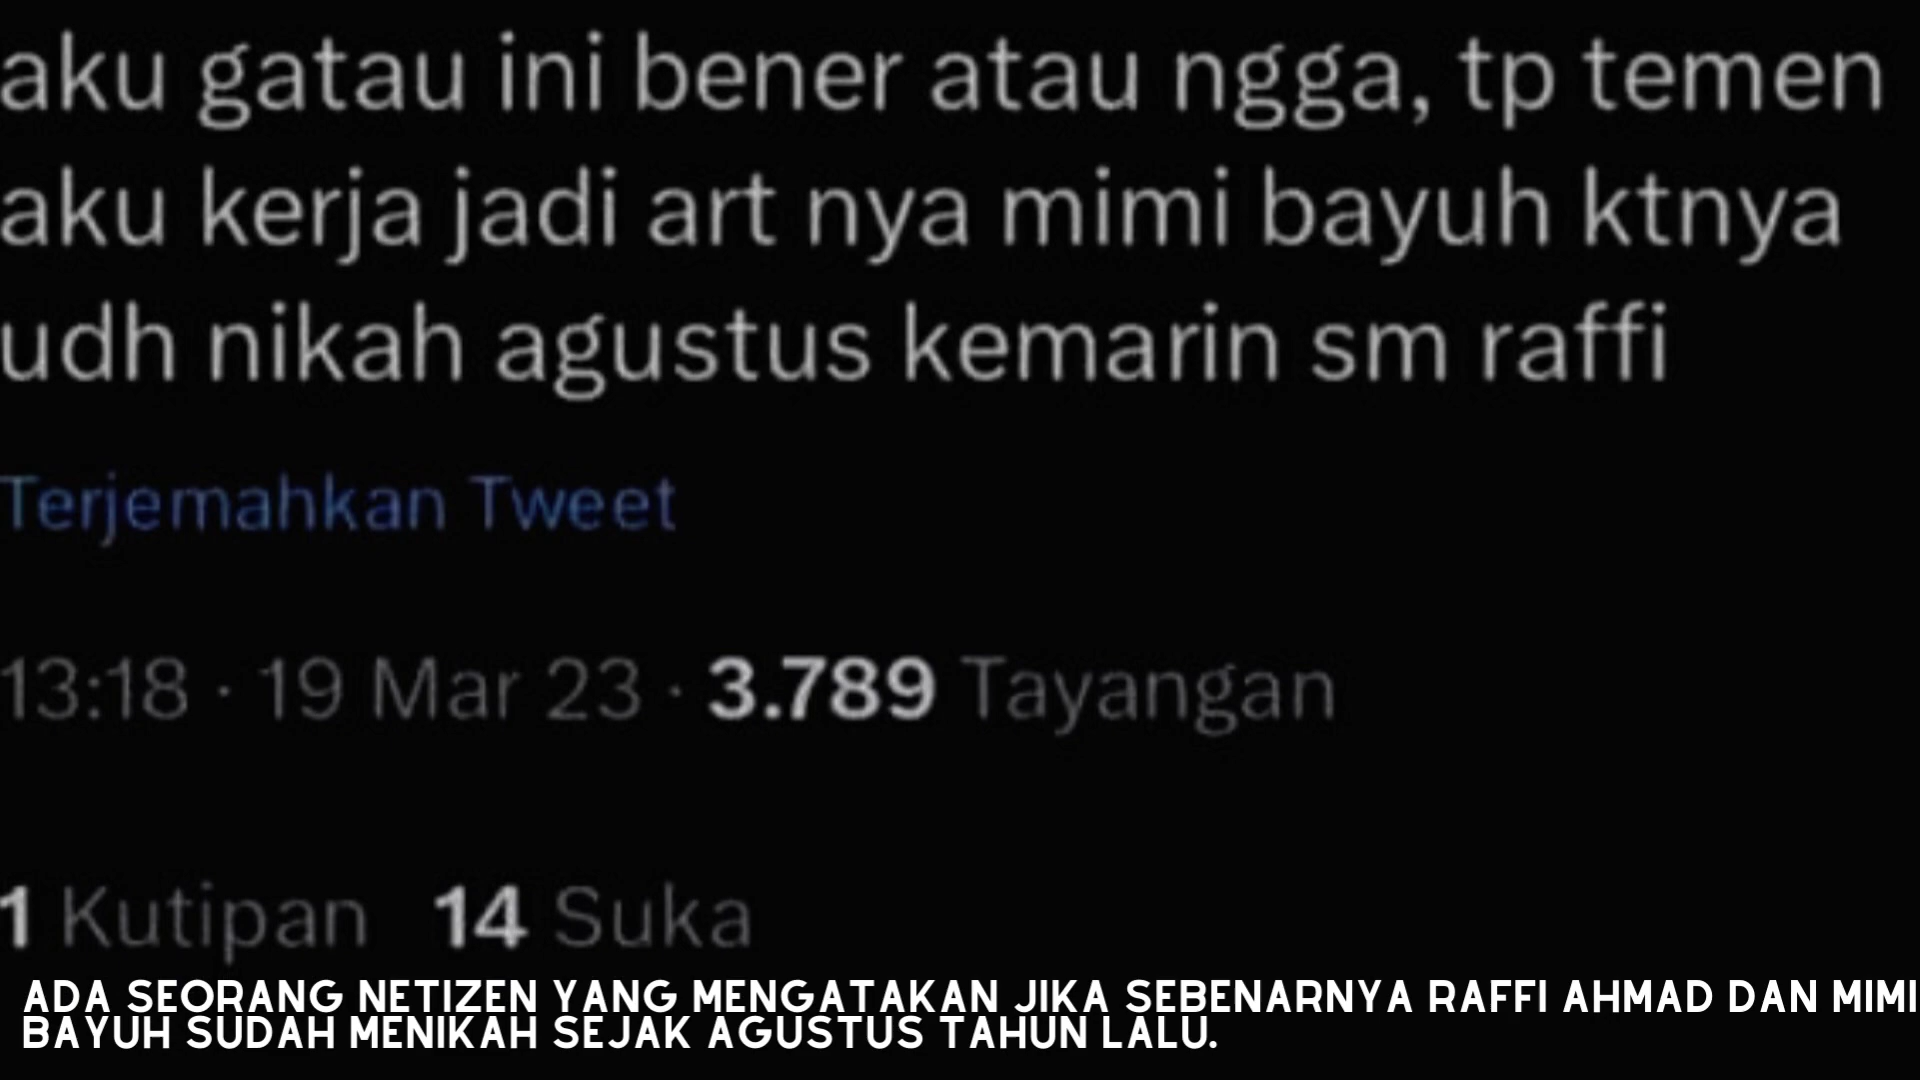 aku gatau ini bener atau ngga, tp temen
aku kerja jadi art nya mimi bayuh ktnya
udh nikah agustus kemarin sm raffi
Terjemahkan Tweet
13:18 · 19 Mar 23 · 3.789 Tayangan
1 Kutipan 14 Suka
ADA SEORANG NETIZEN YANG MENGATAKAN JIKA SEBENARNYA RAFFI AHMAD DAN MIMI
BAYUH SUDAH MENIKAH SEJAK AGUSTUS TAHUN LALU.